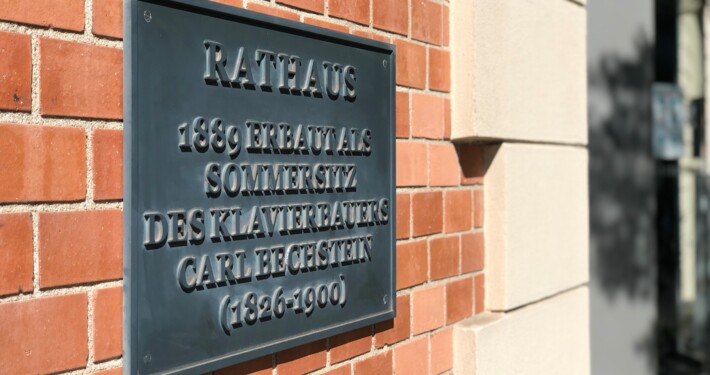 RATHAUS
1889 ERBAUT ALS
SOMMERSITZ
DES KLAVIERBAUERS
CARL BECHSTEIN
(1826-1900)